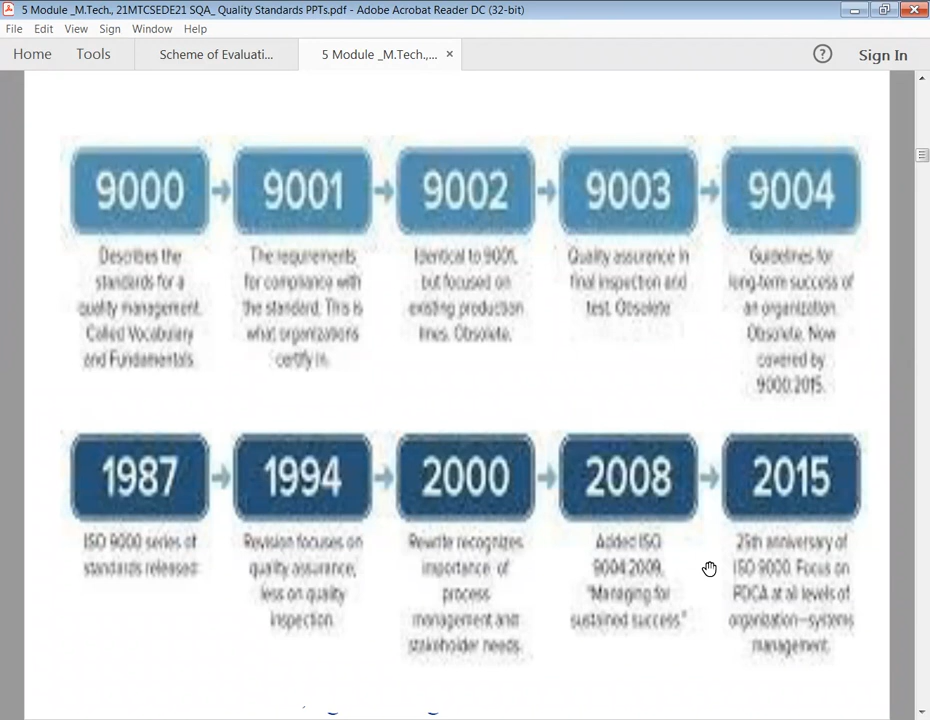 5 Module _M.Tech., 21MTCSEDE21 SQA_ Quality Standards PPTs.pdf - Adobe Acrobat Reader DC (32-bit)
File Edit View Sign Window Help
Home Tools Scheme of Evaluati... 5 Module _M.Tech.,... × ? Sign In
9000 9001 9002 9003 9004
Describes the
standards for a
quality management.
Called Vocabulary
and Fundamentals.
The requirements
for compliance with
the standard. This is
what organizations
certify in.
Identical to 9001,
but focused on
existing production
lines. Obsolete.
Quality assurance in
final inspection and
test. Obsolete
Guidelines for
long-term success of
an organization.
Obsolete. Now
covered by
9000:2015.
1987 1994 2000 2008 2015
ISO 9000 series of
standards released
Revision focuses on
quality assurance,
less on quality
inspection.
Rewrite recognizes
importance of
process
management and
stakeholder needs.
Added ISO
9004:2009,
"Managing for
sustained success"
25th anniversary of
ISO 9000. Focus on
PDCA at all levels of
organization—systems
management.